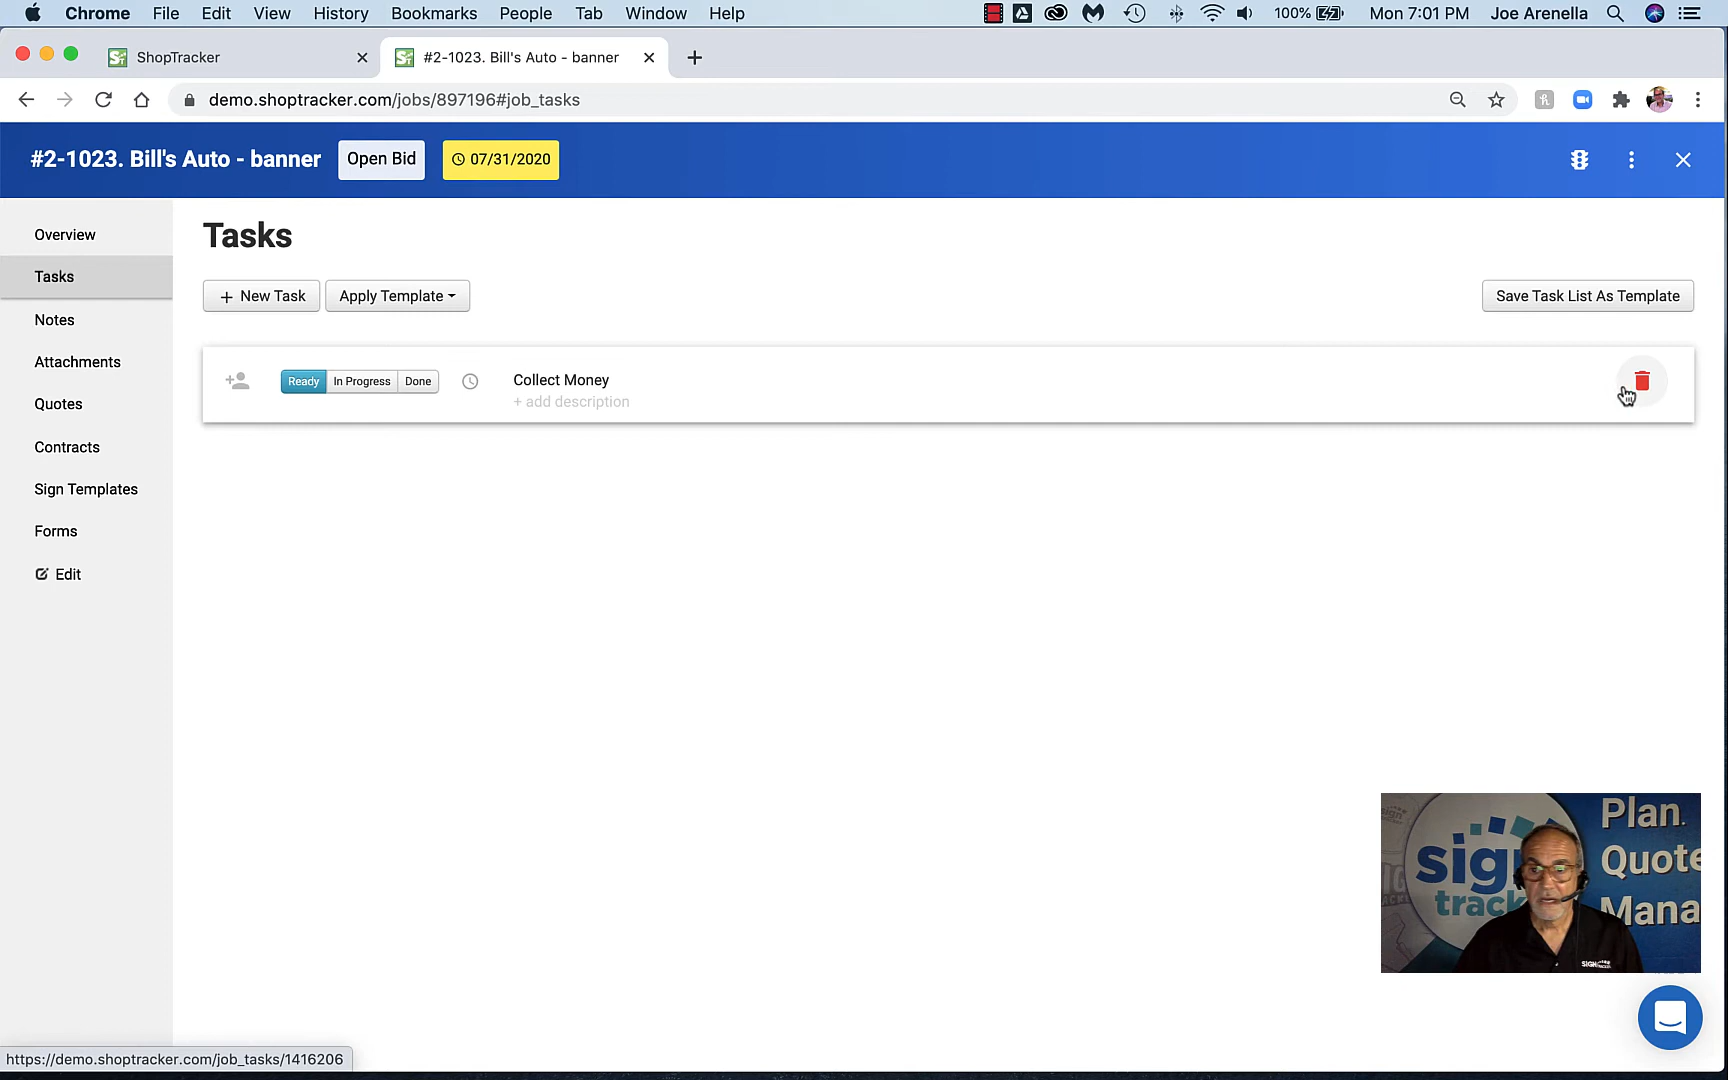 Chrome File Edit View History Bookmarks People Tab Window Help 100% Mon 7:01 PM Joe Arenella
ShopTracker
#2-1023. Bill's Auto - banner
demo.shoptracker.com/jobs/897196#job_tasks
#2-1023. Bill's Auto - banner Open Bid 07/31/2020
Overview
Tasks
Notes
Attachments
Quotes
Contracts
Sign Templates
Forms
Edit
Tasks
+ New Task Apply Template Save Task List As Template
Ready In Progress Done Collect Money
+ add description
Plan.
Quote
Mana
sig
track
https://demo.shoptracker.com/job_tasks/1416206